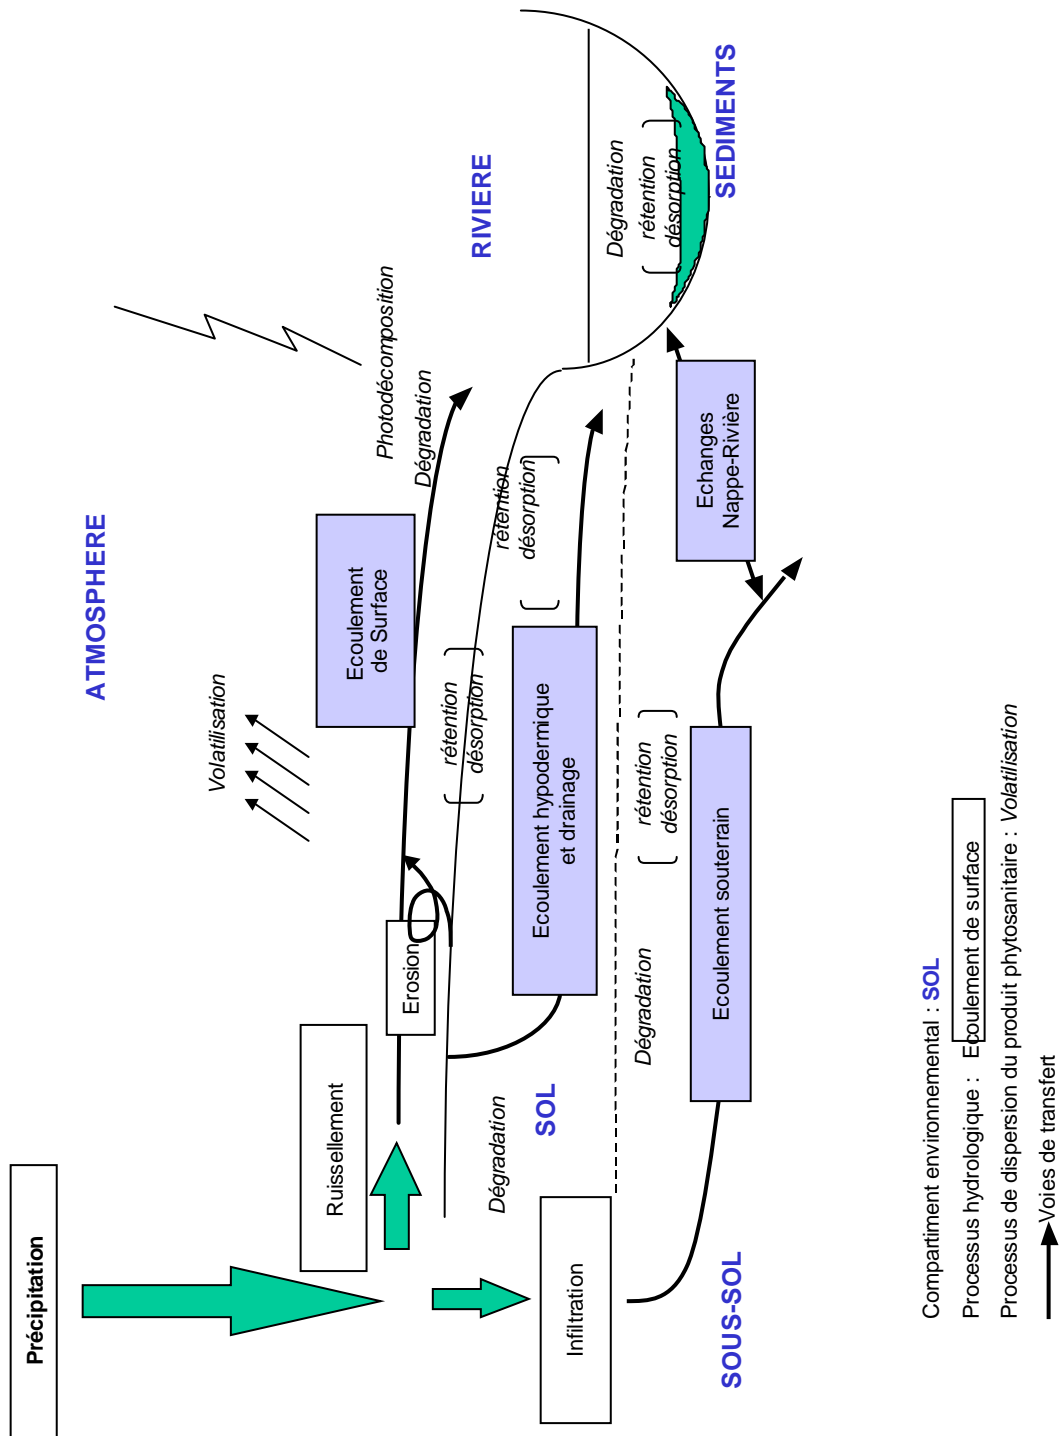 Précipitation
ATMOSPHERE
Volatilisation
Ruissellement
Ecoulement
de Surface
Photodécomposition
Dégradation
Erosion
RIVIERE
rétention
désorption
rétention
désorption
Dégradation
SOL
Ecoulement hypodermique
et drainage
Infiltration
Dégradation
rétention
désorption
Dégradation
rétention
désorption
SEDIMENTS
Ecoulement souterrain
Echanges
Nappe-Rivière
SOUS-SOL
Compartiment environnemental : SOL
Processus hydrologique : Ecoulement de surface
Processus de dispersion du produit phytosanitaire : Volatilisation
Voies de transfert